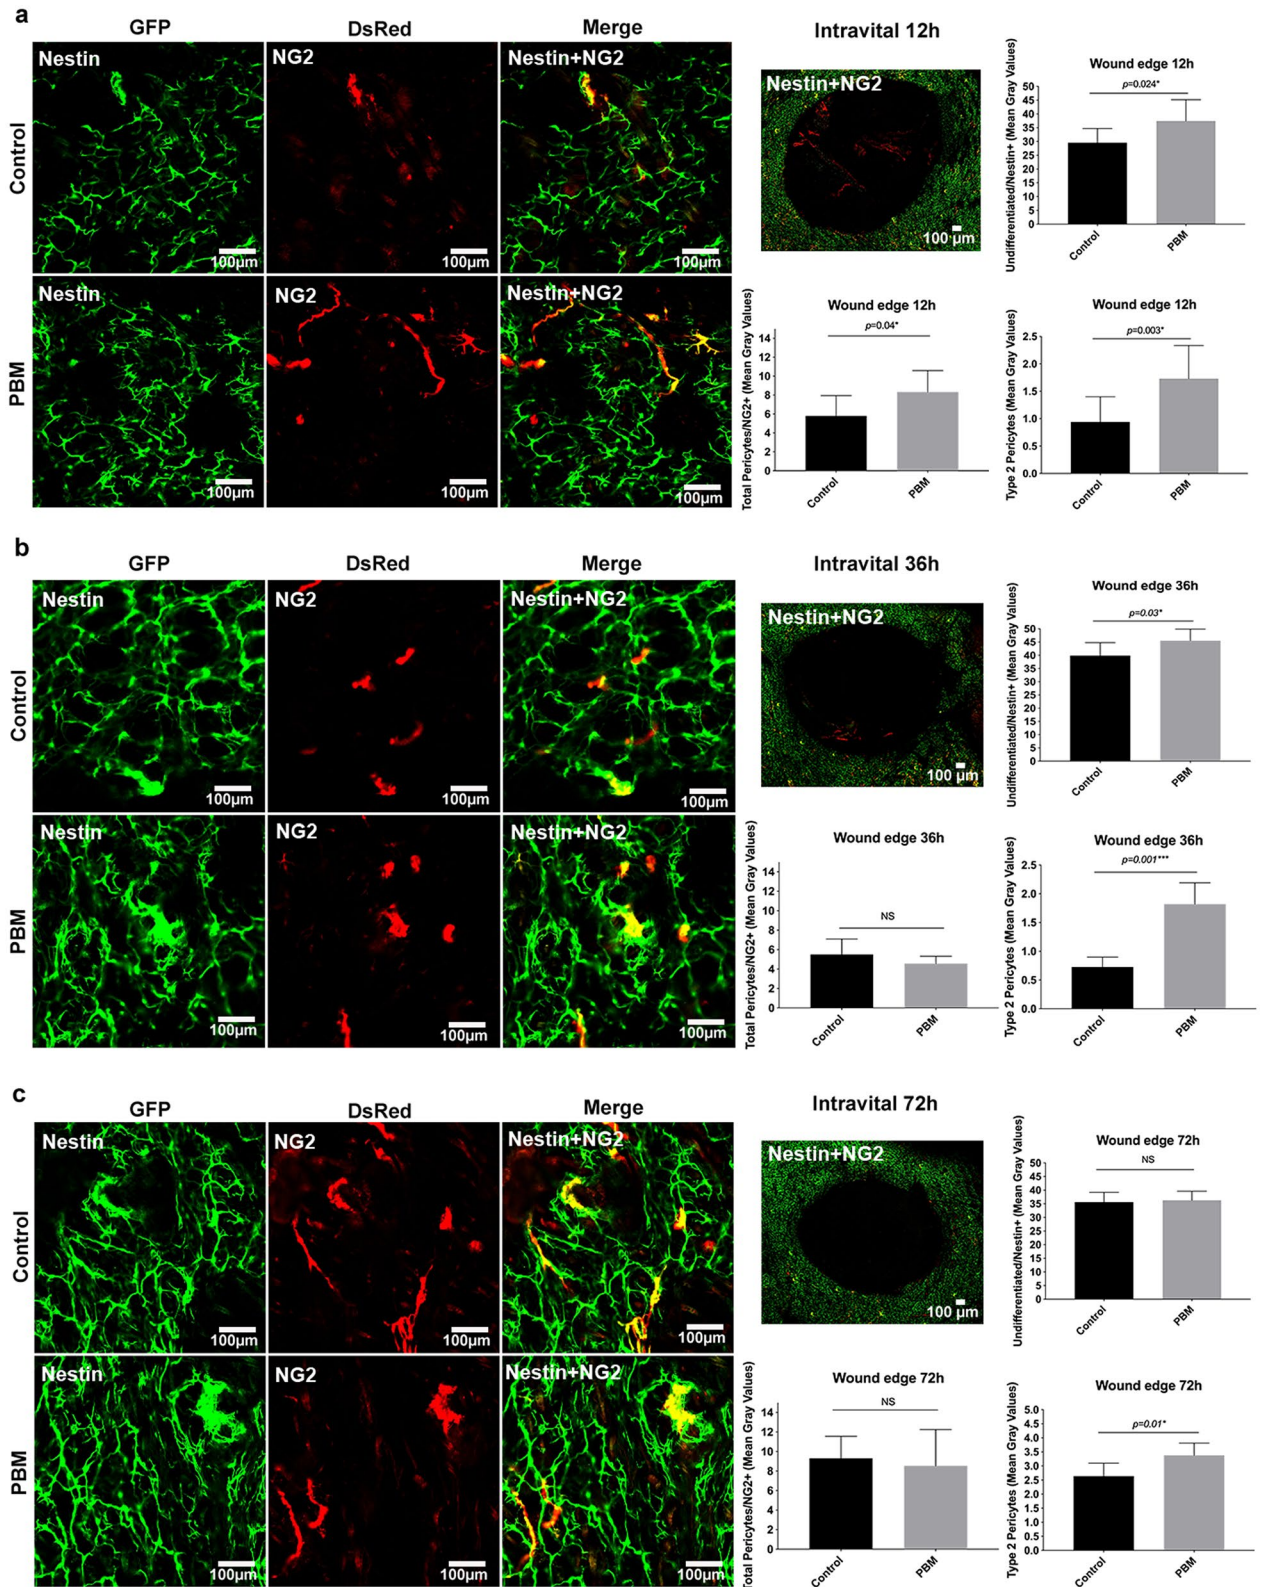 a
GFP
DsRed
Merge
Intravital 12h
Control
Nestin
100µm
NG2
100µm
Nestin+NG2
100µm
Nestin+NG2
100 µm
Wound edge 12h
p=0.024*
Undifferentiated/Nestin+ (Mean Gray Values)
50
45
40
35
30
25
20
15
10
5
0
Control
PBM
PBM
Nestin
100µm
NG2
100µm
Nestin+NG2
100µm
Wound edge 12h
p=0.04*
Total Pericytes/NG2+ (Mean Gray Values)
14
12
10
8
6
4
2
0
Control
PBM
Wound edge 12h
p=0.003*
Type 2 Pericytes (Mean Gray Values)
2.5
2.0
1.5
1.0
0.5
0.0
Control
PBM
b
GFP
DsRed
Merge
Intravital 36h
Control
Nestin
100µm
NG2
100µm
Nestin+NG2
100µm
Nestin+NG2
100 µm
Wound edge 36h
p=0.03*
Undifferentiated/Nestin+ (Mean Gray Values)
50
45
40
35
30
25
20
15
10
5
0
Control
PBM
PBM
Nestin
100µm
NG2
100µm
Nestin+NG2
100µm
Wound edge 36h
NS
Total Pericytes/NG2+ (Mean Gray Values)
14
12
10
8
6
4
2
0
Control
PBM
Wound edge 36h
p=0.001***
Type 2 Pericytes (Mean Gray Values)
2.5
2.0
1.5
1.0
0.5
0.0
Control
PBM
c
GFP
DsRed
Merge
Intravital 72h
Control
Nestin
100µm
NG2
100µm
Nestin+NG2
100µm
Nestin+NG2
100 µm
Wound edge 72h
NS
Undifferentiated/Nestin+ (Mean Gray Values)
50
45
40
35
30
25
20
15
10
5
0
Control
PBM
PBM
Nestin
100µm
NG2
100µm
Nestin+NG2
100µm
Wound edge 72h
NS
Total Pericytes/NG2+ (Mean Gray Values)
14
12
10
8
6
4
2
0
Control
PBM
Wound edge 72h
p=0.01*
Type 2 Pericytes (Mean Gray Values)
5.0
4.5
4.0
3.5
3.0
2.5
2.0
1.5
1.0
0.5
0.0
Control
PBM